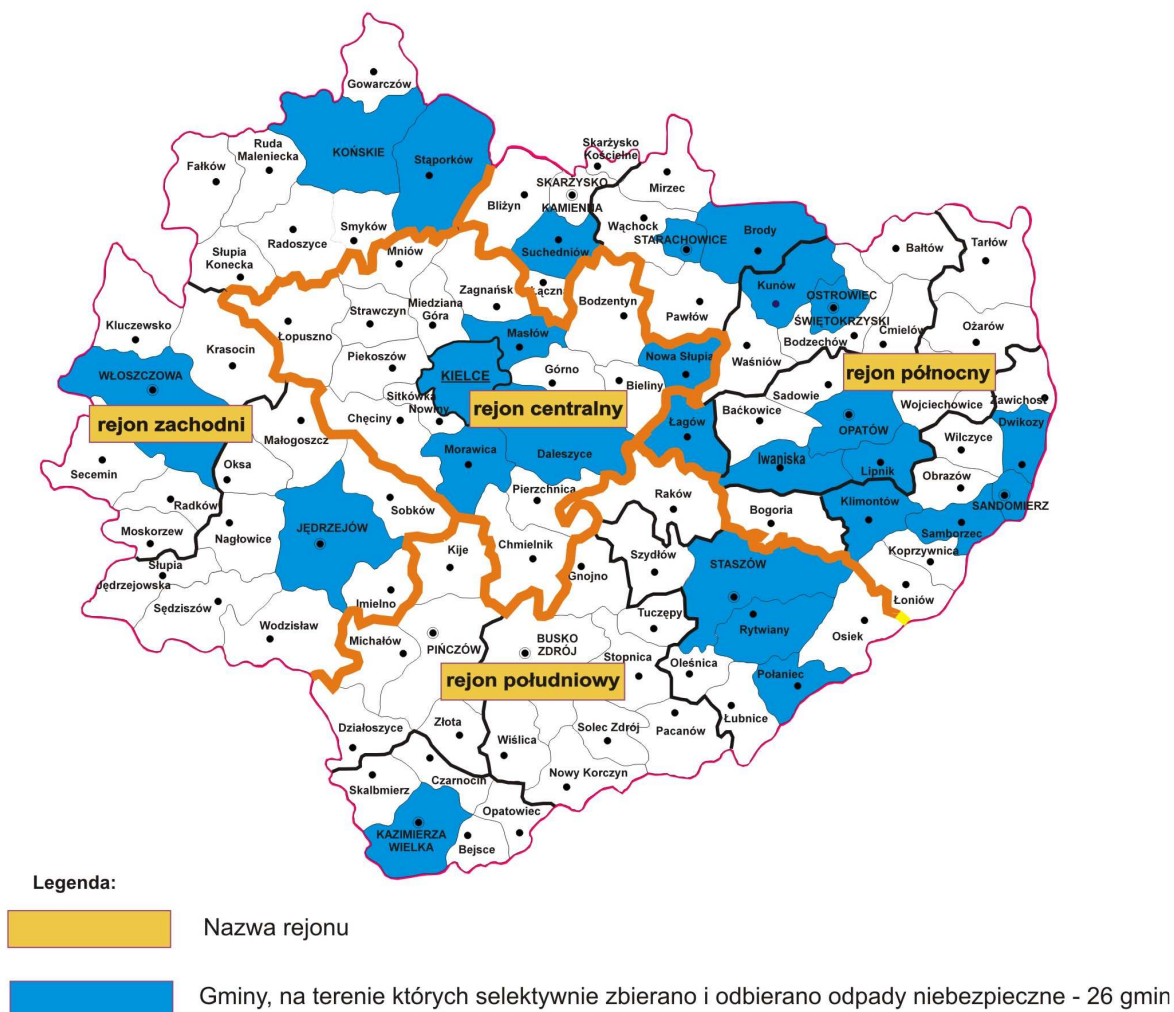 Gowarczów
KOŃSKIE
Stąporków
Ruda
Maleniecka
Fałków
Skarżysko
Kościelne
SKARŻYSKO
KAMIENNA
Bliżyn
Mirzec
Wąchock
STARACHOWICE
Brody
Bałtów
Tarłów
Radoszyce
Smyków
Słupia
Konecka
Mniów
Suchedniów
Łączna
Zagnańsk
Bodzentyn
Pawłów
Kunów
OSTROWIEC
ŚWIĘTOKRZYSKI
Bodzechów
Ćmielów
Ożarów
Waśniów
Kluczewsko
Krasocin
Łopuszno
Strawczyn
Miedziana
Góra
Masłów
Piekoszów
KIELCE
Górno
Bieliny
Nowa Słupia
WŁOSZCZOWA
rejon zachodni
rejon centralny
rejon północny
Sitkówka
Nowiny
Chęciny
Małogoszcz
Baćkowice
Sadowie
Wojciechowice
Zawichost
Dwikozy
Łagów
OPATÓW
Wilczyce
Iwaniska
Lipnik
Obrazów
SANDOMIERZ
Samborzec
Klimontów
Koprzywnica
Łoniów
Bogoria
Morawica
Daleszyce
Pierzchnica
Raków
Secemin
Oksa
Radków
Moskorzew
Nagłowice
JĘDRZEJÓW
Sobków
Słupia
Jędrzejowska
Sędziszów
Wodzisław
Imielno
Kije
Chmielnik
Gnojno
Szydłów
STASZÓW
Rytwiany
Osiek
Tuczępy
Michałów
PIŃCZÓW
BUSKO
ZDRÓJ
Stopnica
Oleśnica
Połaniec
rejon południowy
Łubnice
Działoszyce
Złota
Wiślica
Solec Zdrój
Pacanów
Skalbmierz
Czarnocin
Nowy Korczyn
Opatowiec
KAZIMIERZA
WIELKA
Bejsce
Legenda:
Nazwa rejonu
Gminy, na terenie których selektywnie zbierano i odbierano odpady niebezpieczne - 26 gmin